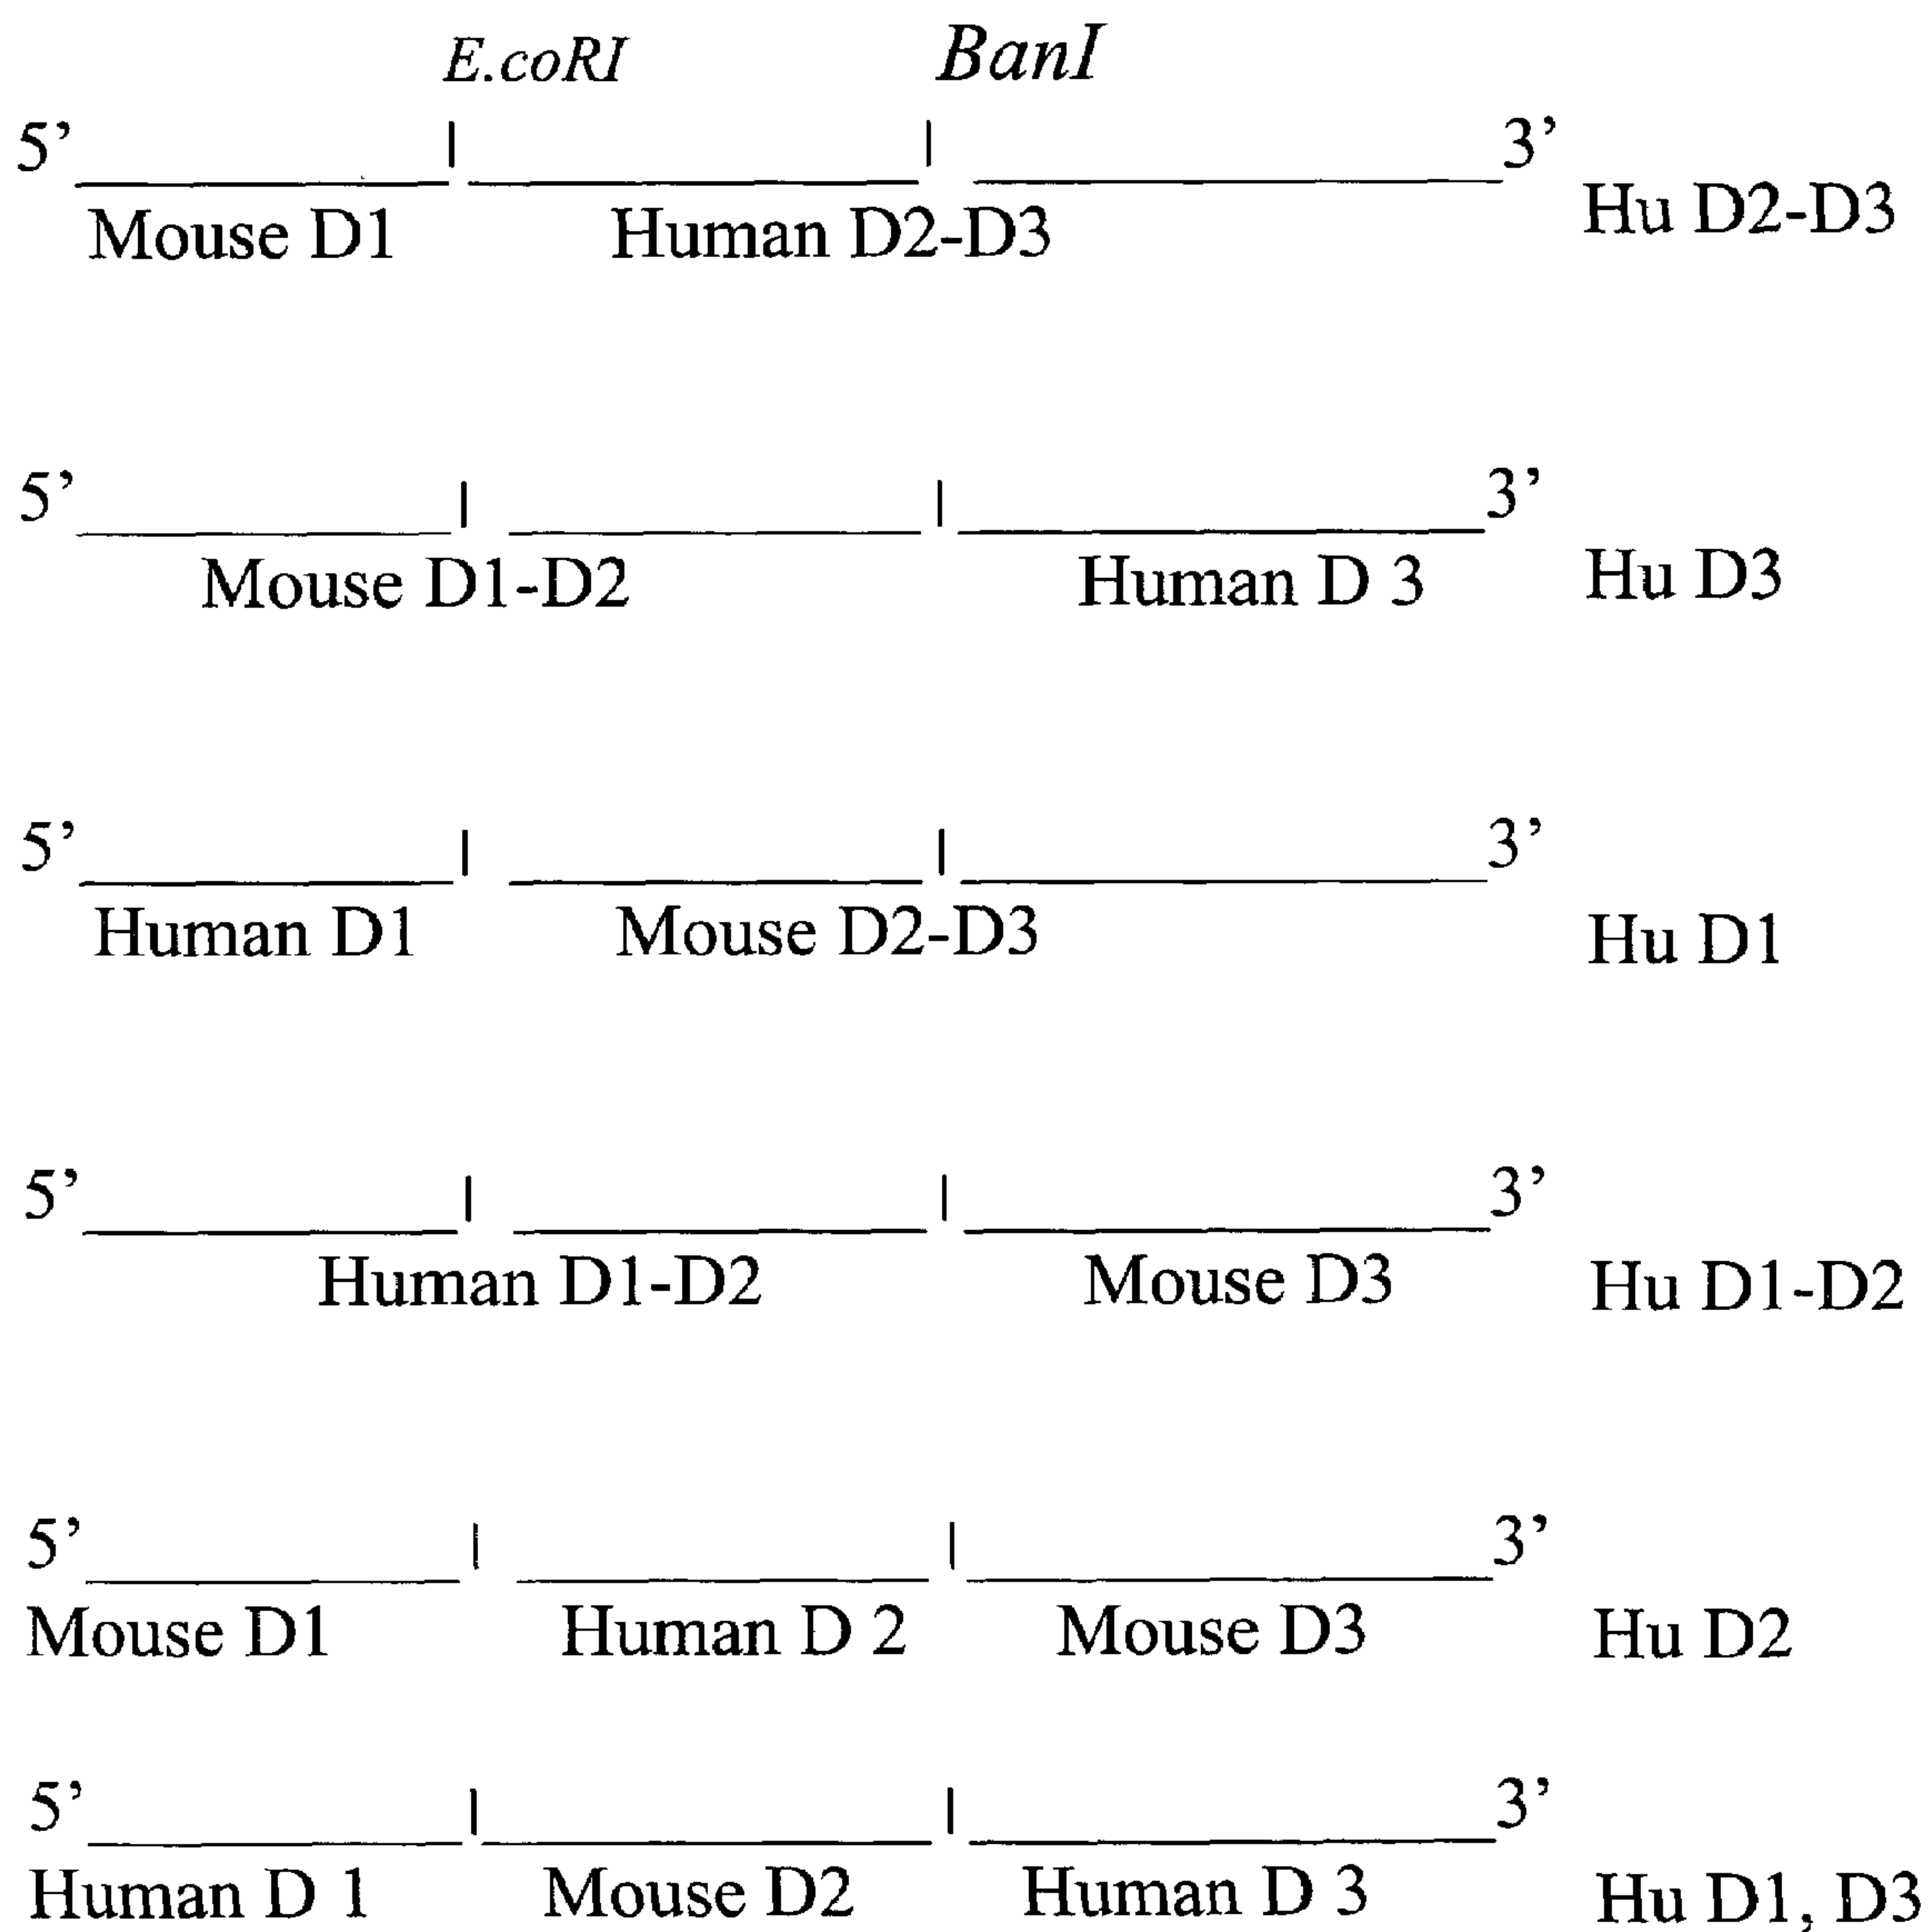 E.coRI BanI
5’ 3’
Mouse D1 Human D2-D3 Hu D2-D3
5’ 3’
Mouse D1-D2 Human D 3 Hu D3
5’ 3’
Human D1 Mouse D2-D3 Hu D1
5’ 3’
Human D1-D2 Mouse D3 Hu D1-D2
5’ 3’
Mouse D1 Human D 2 Mouse D3 Hu D2
5’ 3’
Human D 1 Mouse D2 Human D 3 Hu D1, D3